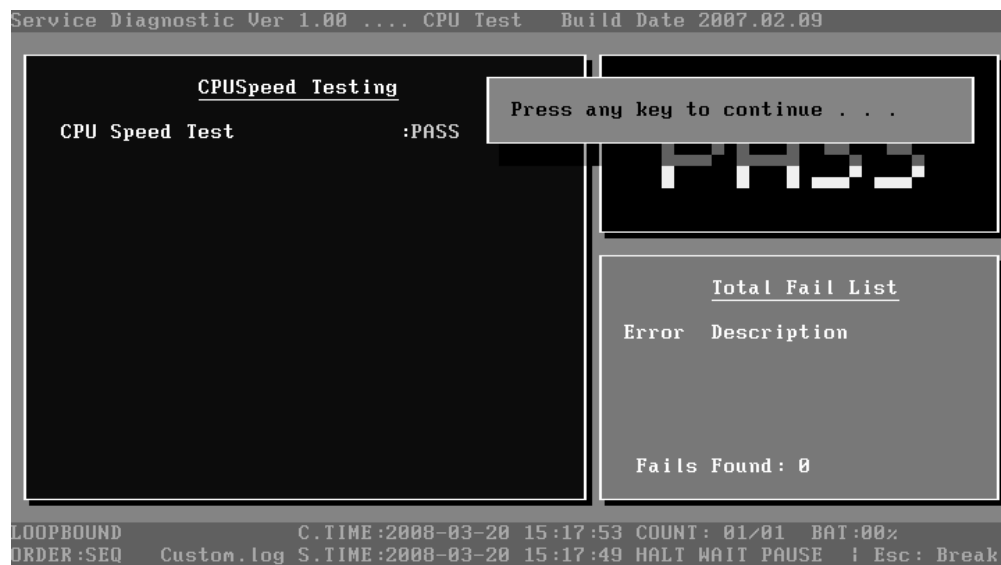 Service Diagnostic Ver 1.00 .... CPU Test Build Date 2007.02.09
CPUSpeed Testing
CPU Speed Test :PASS
Press any key to continue . . .
PASS
Total Fail List
Error Description
Fails Found: 0
LOOPBOUND C.TIME:2008-03-20 15:17:53 COUNT: 01/01 BAT:00%
ORDER:SEQ Custom.log S.TIME:2008-03-20 15:17:49 HALT WAIT PAUSE ¦ Esc: Break